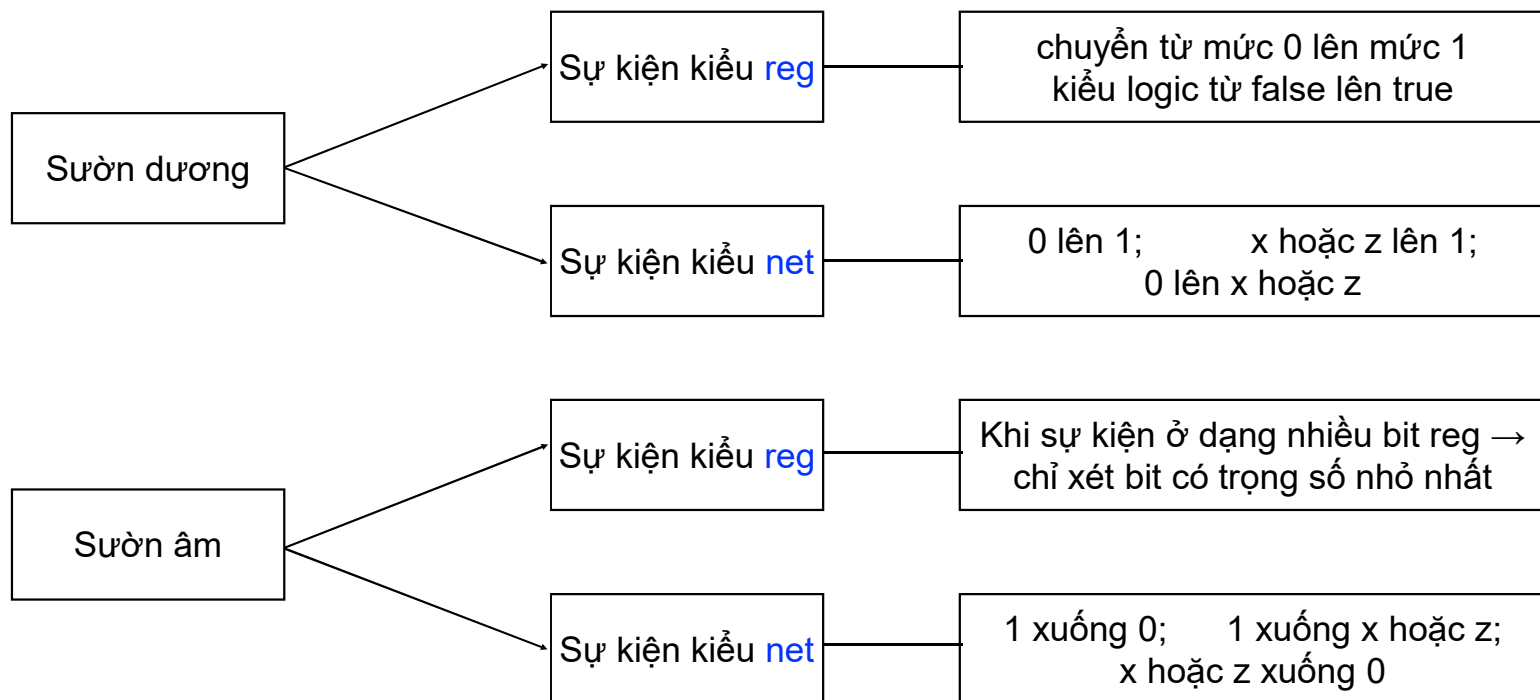 Sườn dương
Sự kiện kiểu reg
chuyển từ mức 0 lên mức 1
kiểu logic từ false lên true
Sự kiện kiểu net
0 lên 1; x hoặc z lên 1;
0 lên x hoặc z
Sườn âm
Sự kiện kiểu reg
Khi sự kiện ở dạng nhiều bit reg →
chỉ xét bit có trọng số nhỏ nhất
Sự kiện kiểu net
1 xuống 0; 1 xuống x hoặc z;
x hoặc z xuống 0